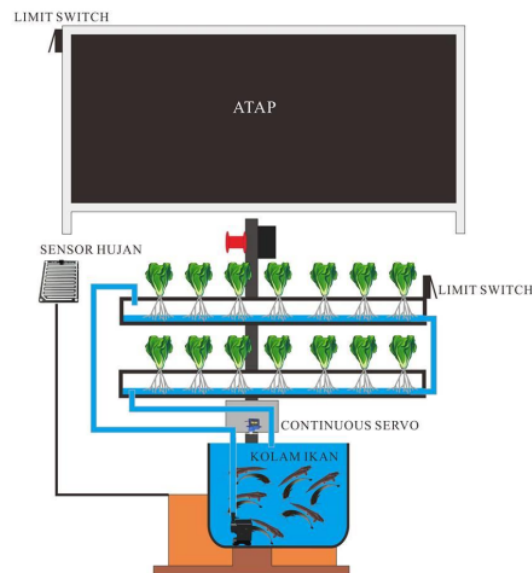 LIMIT SWITCH
ATAP
SENSOR HUJAN
LIMIT SWITCH
CONTINUOUS SERVO
KOLAM IKAN